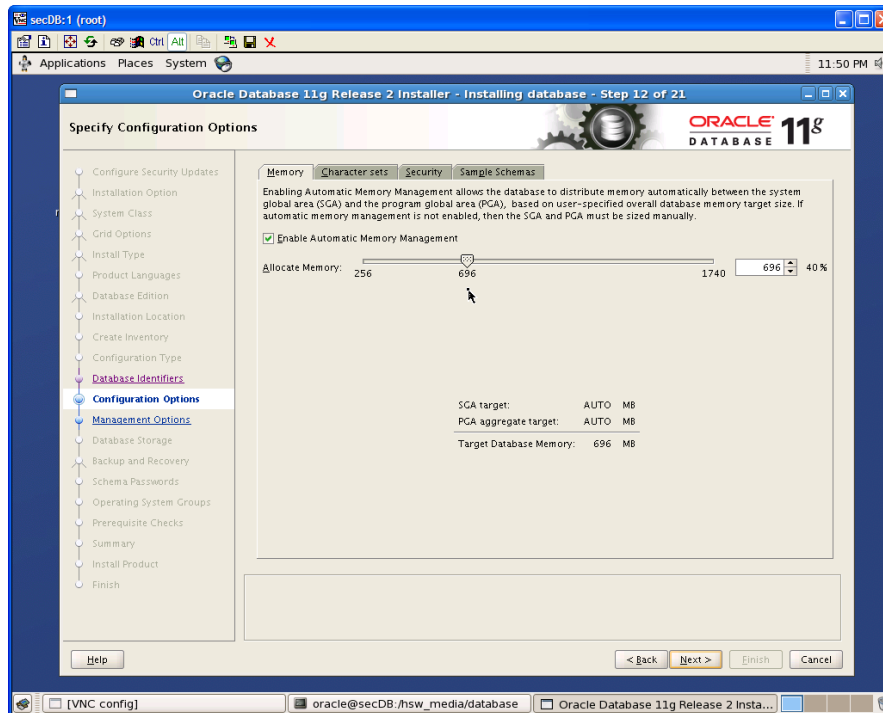 secDB:1 (root)
Ctrl Alt
Applications Places System 11:50 PM
Oracle Database 11g Release 2 Installer - Installing database - Step 12 of 21
Specify Configuration Options
ORACLE 11g
DATABASE
Configure Security Updates
Installation Option
System Class
Grid Options
Install Type
Product Languages
Database Edition
Installation Location
Create Inventory
Configuration Type
Database Identifiers
Configuration Options
Management Options
Database Storage
Backup and Recovery
Schema Passwords
Operating System Groups
Prerequisite Checks
Summary
Install Product
Finish
Memory Character sets Security Sample Schemas
Enabling Automatic Memory Management allows the database to distribute memory automatically between the system
global area (SGA) and the program global area (PGA), based on user-specified overall database memory target size. If
automatic memory management is not enabled, then the SGA and PGA must be sized manually.
Enable Automatic Memory Management
Allocate Memory: 256 696 1740 696 40 %
SGA target: AUTO MB
PGA aggregate target: AUTO MB
Target Database Memory: 696 MB
Help < Back Next > Finish Cancel
[VNC config] oracle@secDB:/hsw_media/database Oracle Database 11g Release 2 Insta...